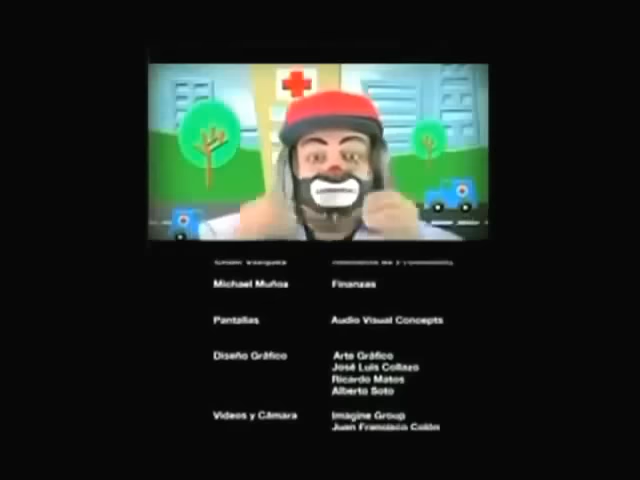 Michael Muñoz Finanzas
Pantallas Audio Visual Concepts
Diseño Gráfico Arte Gráfico
José Luis Collazo
Ricardo Matos
Alberto Soto
Videos y Cámara Imagine Group
Juan Francisco Colón